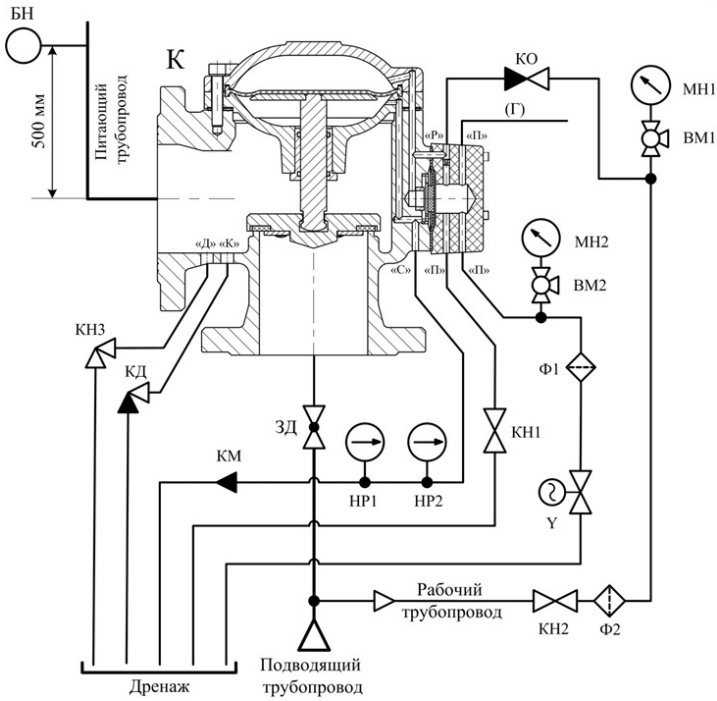 БН
К
500 мм
Питающий
трубопровод
КО
МН1
(Г)
ВМ1
«Р»
«П»
МН2
«Д»
«К»
«С»
«П»
«П»
ВМ2
КН3
КД
Ф1
ЗД
КН1
КМ
НР1
НР2
Y
Рабочий
трубопровод
КН2
Ф2
Подводящий
трубопровод
Дренаж